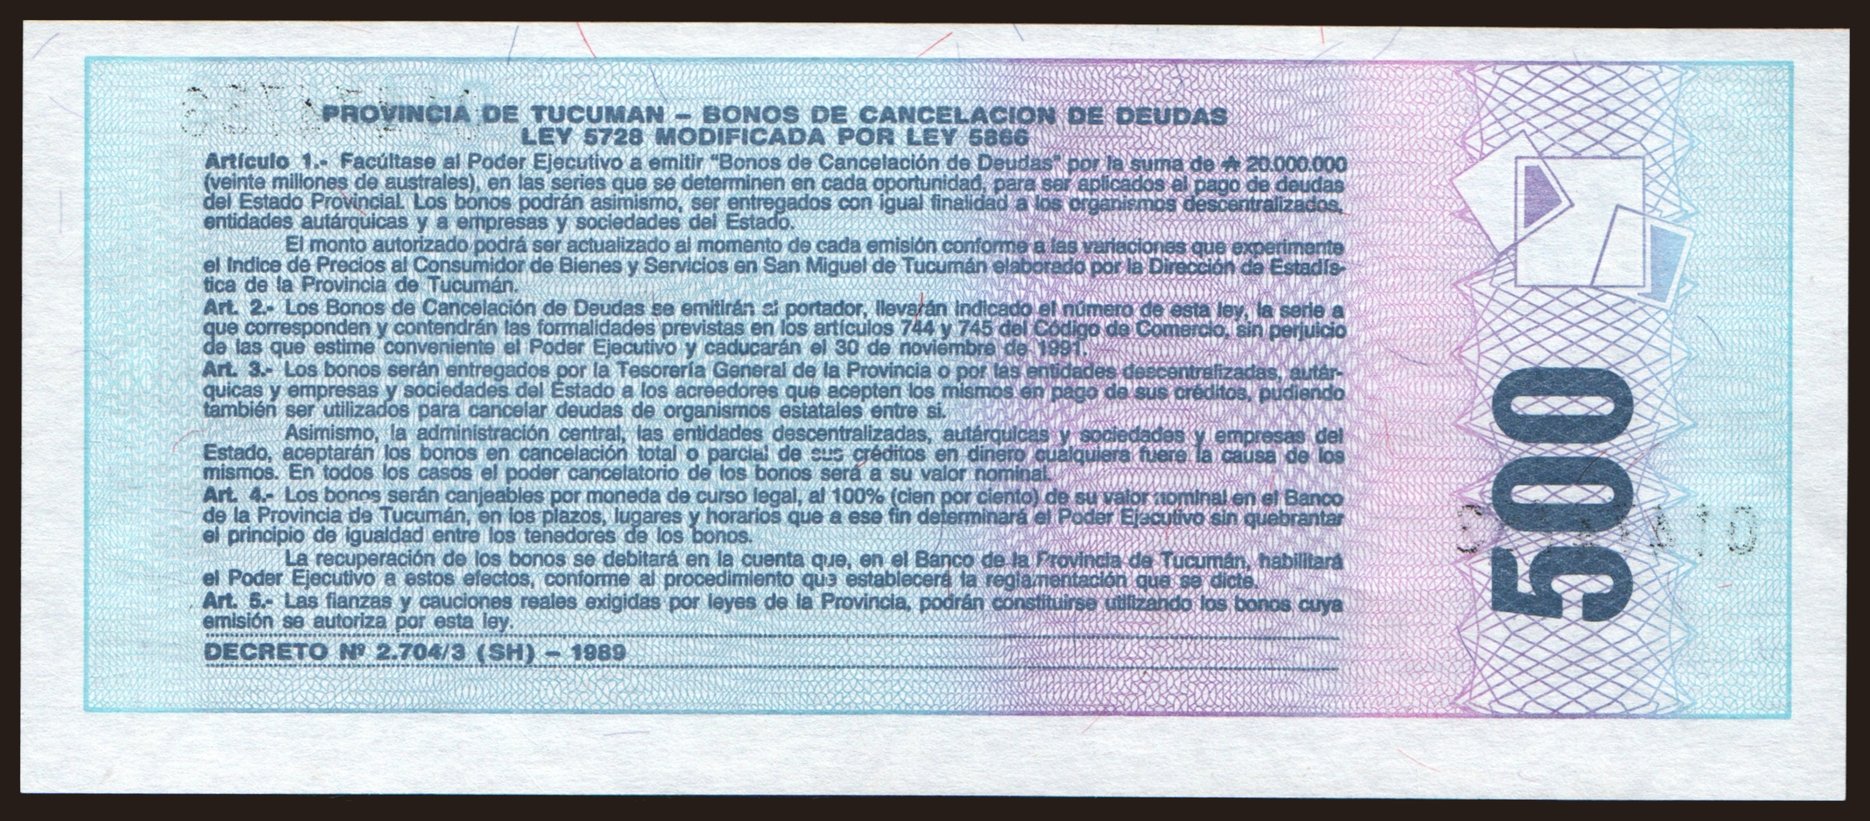 PROVINCIA DE TUCUMAN – BONOS DE CANCELACION DE DEUDAS
LEY 5728 MODIFICADA POR LEY 5866
Artículo 1.- Facúltase al Poder Ejecutivo a emitir "Bonos de Cancelación de Deudas" por la suma de ₳ 20.000.000
(veinte millones de australes), en las series que se determinen en cada oportunidad, para ser aplicados al pago de deudas
del Estado Provincial. Los bonos podrán asimismo, ser entregados con igual finalidad a los organismos descentralizados,
entidades autárquicas y a empresas y sociedades del Estado.
El monto autorizado podrá ser actualizado al momento de cada emisión conforme a las variaciones que experimente
el Indice de Precios al Consumidor de Bienes y Servicios en San Miguel de Tucumán elaborado por la Dirección de Estadís-
tica de la Provincia de Tucumán.
Art. 2.- Los Bonos de Cancelación de Deudas se emitirán al portador, llevarán indicado el número de esta ley, la serie a
que corresponden y contendrán las formalidades previstas en los artículos 744 y 745 del Código de Comercio, sin perjuicio
de las que estime conveniente el Poder Ejecutivo y caducarán el 30 de noviembre de 1991.
Art. 3.- Los bonos serán entregados por la Tesorería General de la Provincia o por las entidades descentralizadas, autár-
quicas y empresas y sociedades del Estado a los acreedores que acepten los mismos en pago de sus créditos, pudiendo
también ser utilizados para cancelar deudas de organismos estatales entre si.
Asimismo, la administración central, las entidades descentralizadas, autárquicas y sociedades y empresas del
Estado, aceptarán los bonos en cancelación total o parcial de sus créditos en dinero cualquiera fuere la causa de los
mismos. En todos los casos el poder cancelatorio de los bonos será a su valor nominal.
Art. 4.- Los bonos serán canjeables por moneda de curso legal, al 100% (cien por ciento) de su valor nominal en el Banco
de la Provincia de Tucumán, en los plazos, lugares y horarios que a ese fin determinará el Poder Ejecutivo sin quebrantar
el principio de igualdad entre los tenedores de los bonos.
La recuperación de los bonos se debitará en la cuenta que, en el Banco de la Provincia de Tucumán, habilitará
el Poder Ejecutivo a estos efectos, conforme al procedimiento que establecerá la reglamentación que se dicte.
Art. 5.- Las fianzas y cauciones reales exigidas por leyes de la Provincia, podrán constituirse utilizando los bonos cuya
emisión se autoriza por esta ley.
DECRETO Nº 2.704/3 (SH) – 1989
500